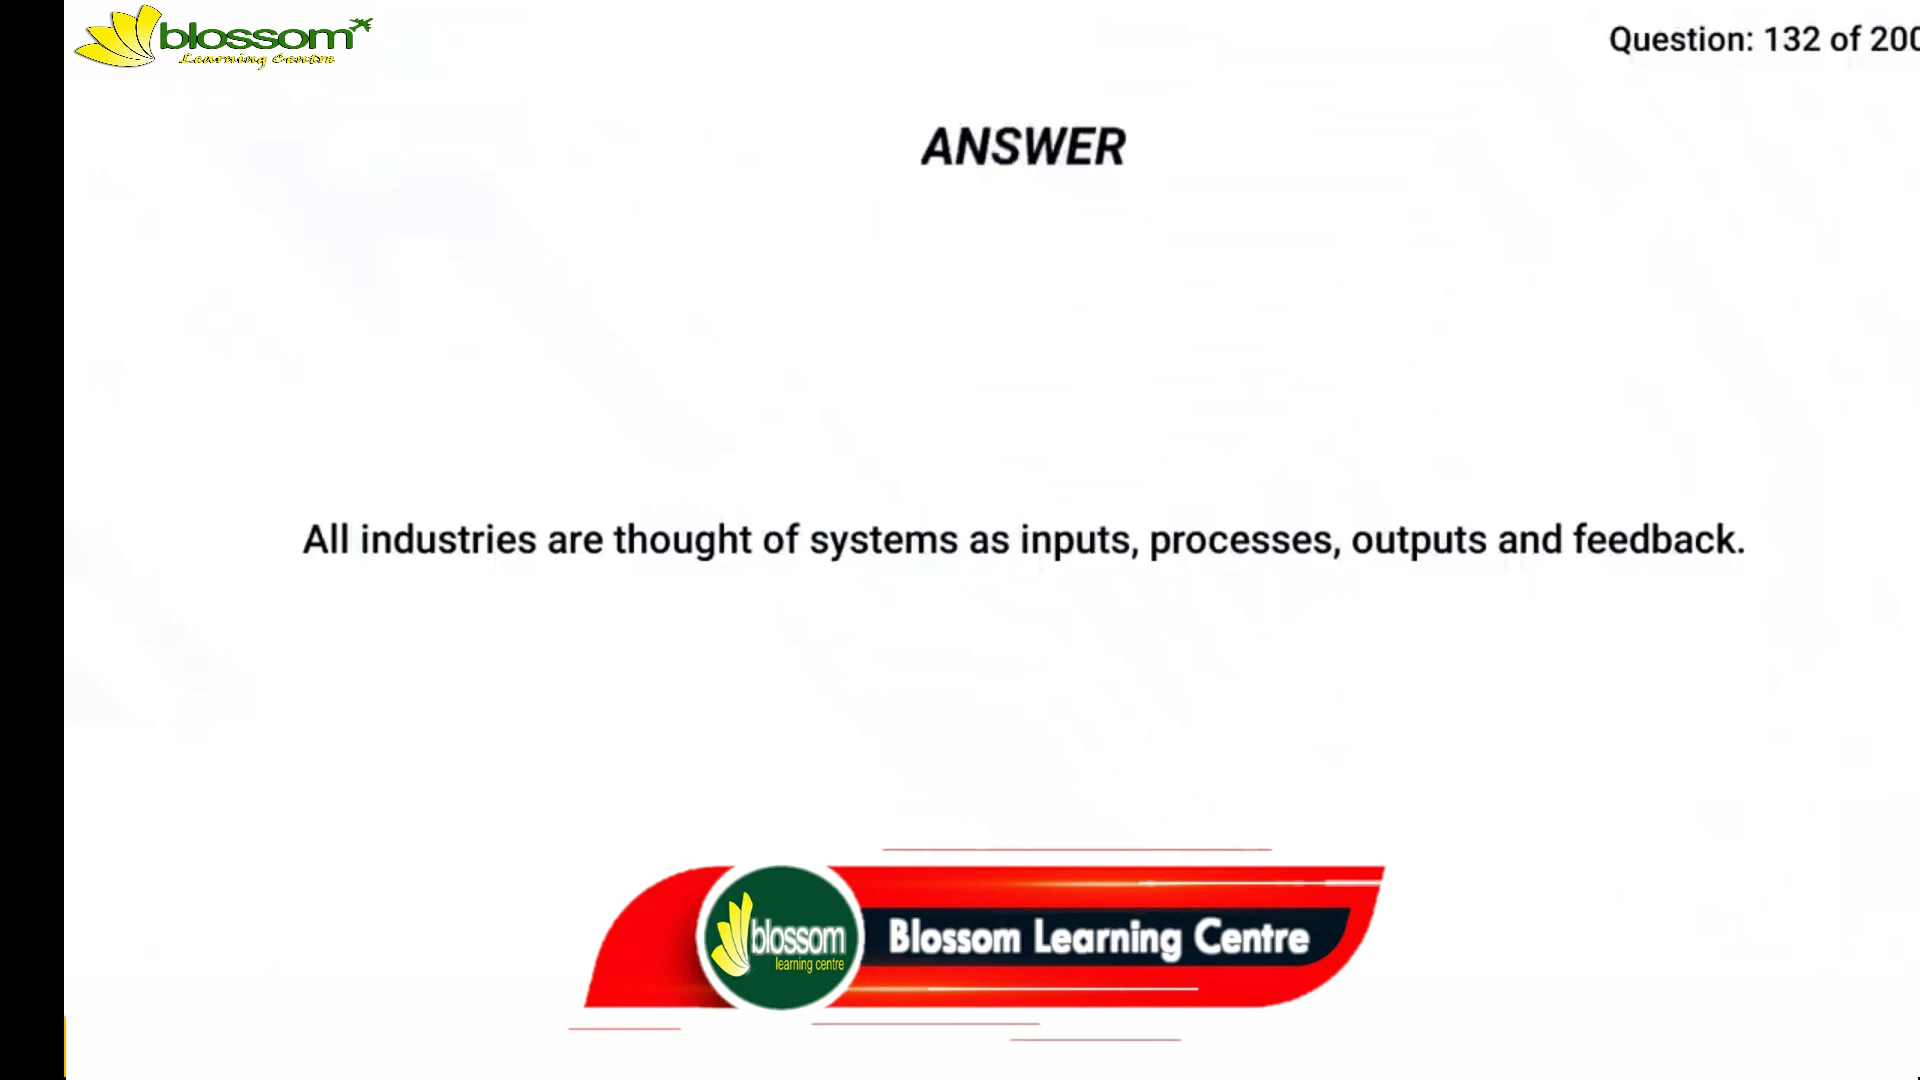 blossom
Learning Centre
Question: 132 of 200
ANSWER
All industries are thought of systems as inputs, processes, outputs and feedback.
blossom
learning centre
Blossom Learning Centre